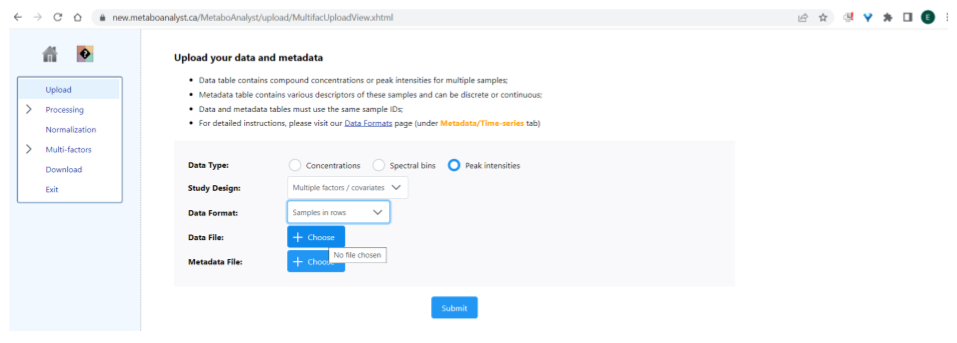 new.metaboanalyst.ca/MetaboAnalyst/upload/MultifacUploadView.xhtml
E
Upload
Processing
Normalization
Multi-factors
Download
Exit
Upload your data and metadata
Data table contains compound concentrations or peak intensities for multiple samples;
Metadata table contains various descriptors of these samples and can be discrete or continuous;
Data and metadata tables must use the same sample IDs;
For detailed instructions, please visit our Data Formats page (under Metadata/Time-series tab)
Data Type: Concentrations Spectral bins Peak intensities
Study Design: Multiple factors / covariates
Data Format: Samples in rows
Data File: + Choose
No file chosen
Metadata File: + Choose
Submit